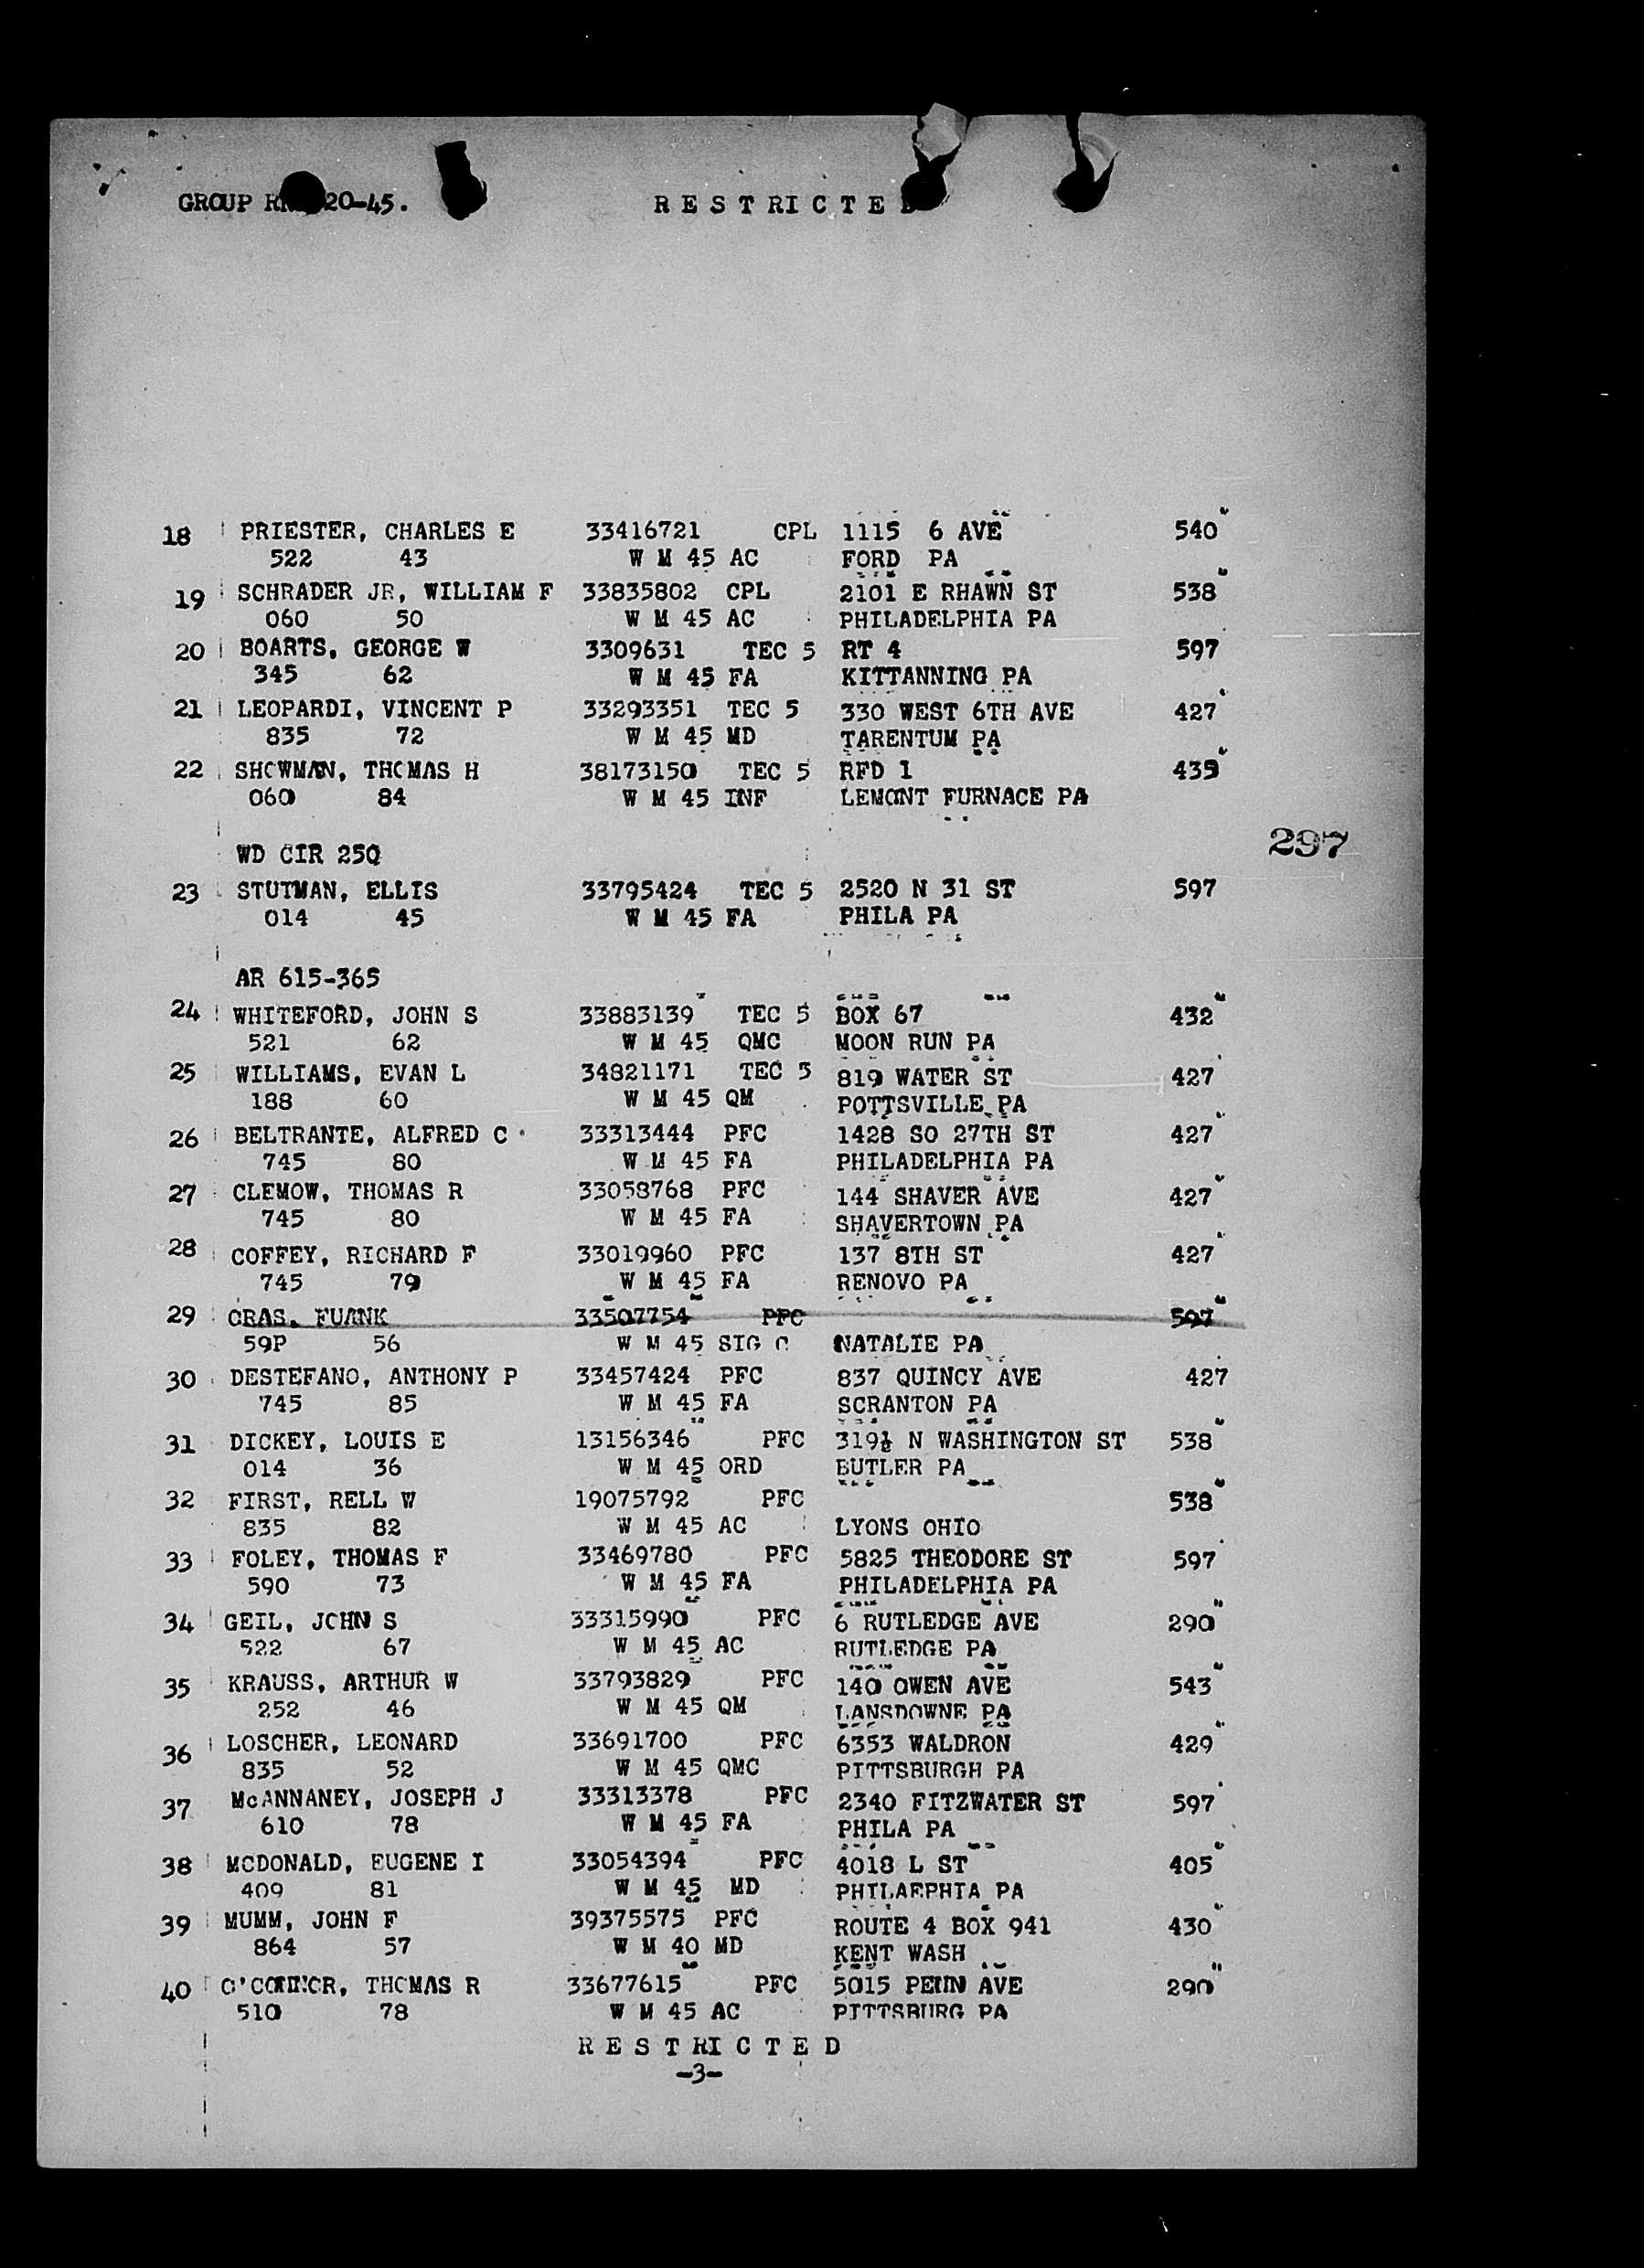 GROUP 20-45. RESTRICTED
18 PRIESTER, CHARLES E 33416721 CPL 1115 6 AVE 540"
522 43 W M 45 AC FORD PA
19 SCHRADER JR, WILLIAM F 33835802 CPL 2101 E RHAWN ST 538"
060 50 W M 45 AC PHILADELPHIA PA
20 BOARTS, GEORGE W 3309631 TEC 5 RT 4 597
345 62 W M 45 FA KITTANNING PA
21 LEOPARDI, VINCENT P 33293351 TEC 5 330 WEST 6TH AVE 427
835 72 W M 45 MD TARENTUM PA
22 SHOWMAN, THOMAS H 38173150 TEC 5 RFD 1
060 84 W M 45 INF LEMONT FURNACE PA
297
WD CIR 250
23 STUTMAN, ELLIS 33795424 TEC 5 2520 N 31 ST 597
014 45 W M 45 FA PHILA PA
AR 615-365
24 WHITEFORD, JOHN S 33883139 TEC 5 BOX 67 432"
521 62 W M 45 QMC MOON RUN PA
25 WILLIAMS, EVAN L 34821171 TEC 5 819 WATER ST 427
188 60 W M 45 QM POTTSVILLE PA
26 BELTRANTE, ALFRED C 33313444 PFC 1428 SO 27TH ST 427"
745 80 W M 45 FA PHILADELPHIA PA
27 CLEMOW, THOMAS R 33058768 PFC 144 SHAVER AVE 427"
745 80 W M 45 FA SHAVERTOWN PA
28 COFFEY, RICHARD F 33019960 PFC 137 8TH ST 427"
745 79 W M 45 FA RENOVO PA
29 CRAS, FUANK 33507754 PFC 597"
59P 56 W M 45 SIG C NATALIE PA
30 DESTEFANO, ANTHONY P 33457424 PFC 837 QUINCY AVE 427
745 85 W M 45 FA SCRANTON PA
31 DICKEY, LOUIS E 13156346 PFC 319½ N WASHINGTON ST 538"
014 36 W M 45 ORD BUTLER PA
32 FIRST, RELL W 19075792 PFC 538"
835 82 W M 45 AC LYONS OHIO
33 FOLEY, THOMAS F 33469780 PFC 5825 THEODORE ST 597
590 73 W M 45 FA PHILADELPHIA PA
34 GEIL, JOHN S 33315990 PFC 6 RUTLEDGE AVE 290"
522 67 W M 45 AC RUTLEDGE PA
35 KRAUSS, ARTHUR W 33793829 PFC 140 OWEN AVE 543"
252 46 W M 45 QM LANSDOWNE PA
36 LOSCHER, LEONARD 33691700 PFC 6353 WALDRON 429"
835 52 W M 45 QMC PITTSBURGH PA
37 McANNANEY, JOSEPH J 33313378 PFC 2340 FITZWATER ST 597
610 78 W M 45 FA PHILA PA
38 MCDONALD, EUGENE I 33054394 PFC 4018 L ST 405"
409 81 W M 45 MD PHILAEPHIA PA
39 MUMM, JOHN F 39375575 PFC ROUTE 4 BOX 941 430"
864 57 W M 40 MD KENT WASH
40 O'CONNOR, THOMAS R 33677615 PFC 5015 PENN AVE 290"
510 78 W M 45 AC PITTSBURG PA
RESTRICTED
-3-